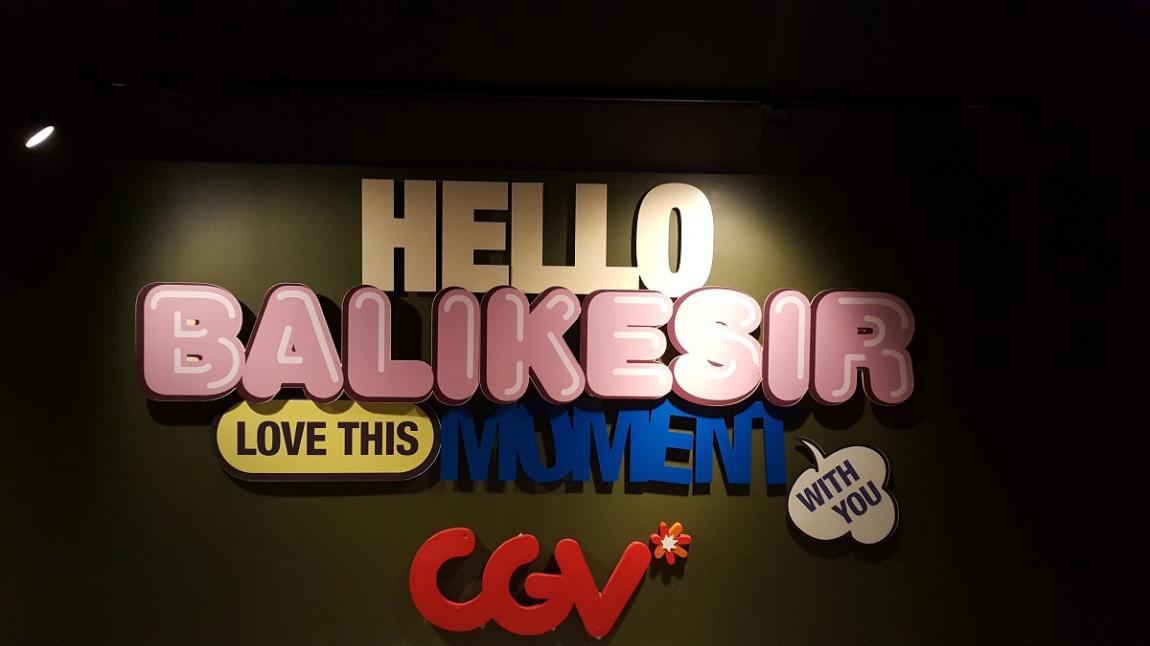 HELLO
BALIKESIR
LOVE THIS MOMENT
WITH
YOU
CGV